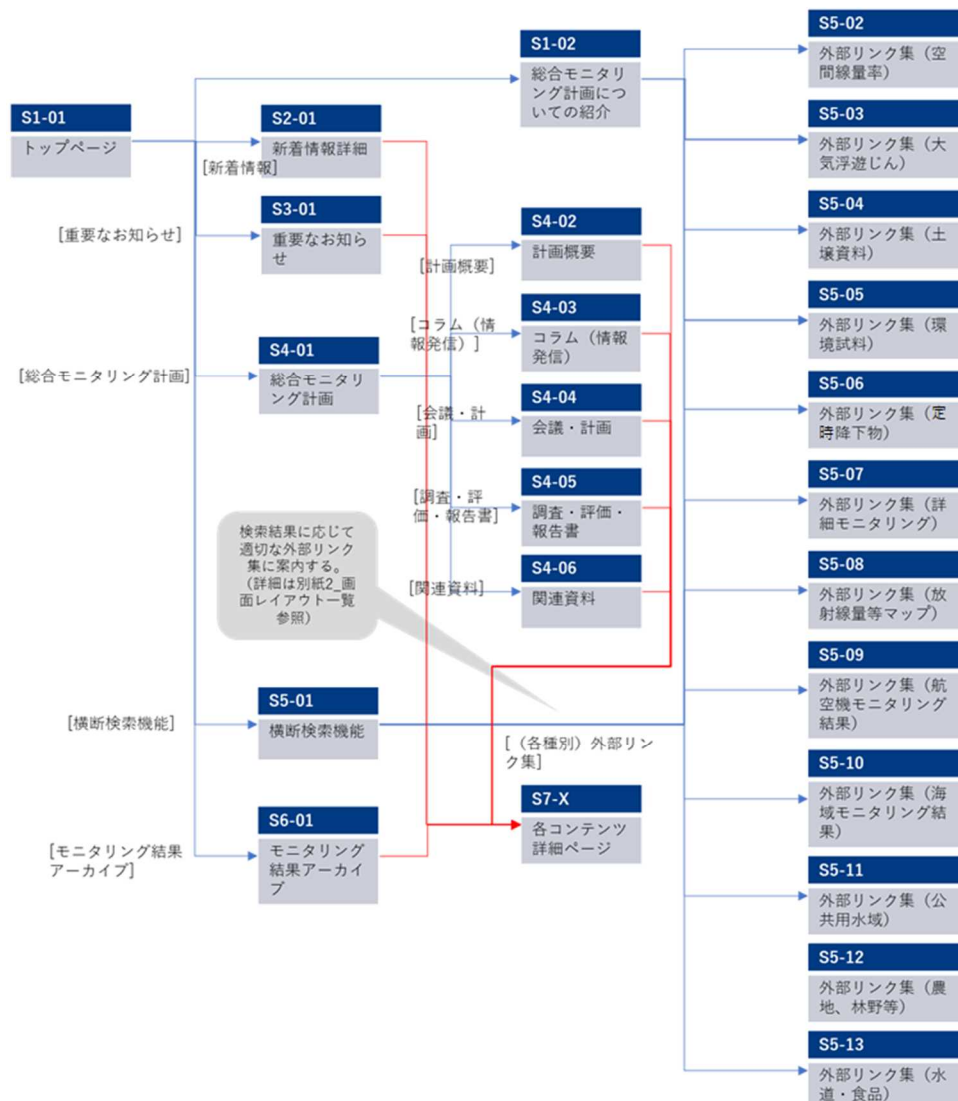 S1-01
トップページ
[重要なお知らせ]
[総合モニタリング計画]
[横断検索機能]
[モニタリング結果
アーカイブ]
S2-01
新着情報詳細
[新着情報]
S3-01
重要なお知ら
せ
S4-01
総合モニタリ
ング計画
検索結果に応じて
適切な外部リンク
集に案内する。
（詳細は別紙2_画
面レイアウト一覧
参照）
S5-01
横断検索機能
S6-01
モニタリング
結果アーカイ
ブ
[計画概要]
[コラム（情
報発信）]
[会議・計
画]
[調査・評
価・報告書]
[関連資料]
S1-02
総合モニタリ
ング計画につ
いての紹介
S4-02
計画概要
S4-03
コラム（情報
発信）
S4-04
会議・計画
S4-05
調査・評価・
報告書
S4-06
関連資料
[（各種別）外部リン
ク集]
S7-X
各コンテンツ
詳細ページ
S5-02
外部リンク集（空
間線量率）
S5-03
外部リンク集（大
気浮遊じん）
S5-04
外部リンク集（土
壌資料）
S5-05
外部リンク集（環
境試料）
S5-06
外部リンク集（定
時降下物）
S5-07
外部リンク集（詳
細モニタリング）
S5-08
外部リンク集（放
射線量等マップ）
S5-09
外部リンク集（航
空機モニタリング
結果）
S5-10
外部リンク集（海
域モニタリング結
果）
S5-11
外部リンク集（公
共用水域）
S5-12
外部リンク集（農
地、林野等）
S5-13
外部リンク集（水
道・食品）